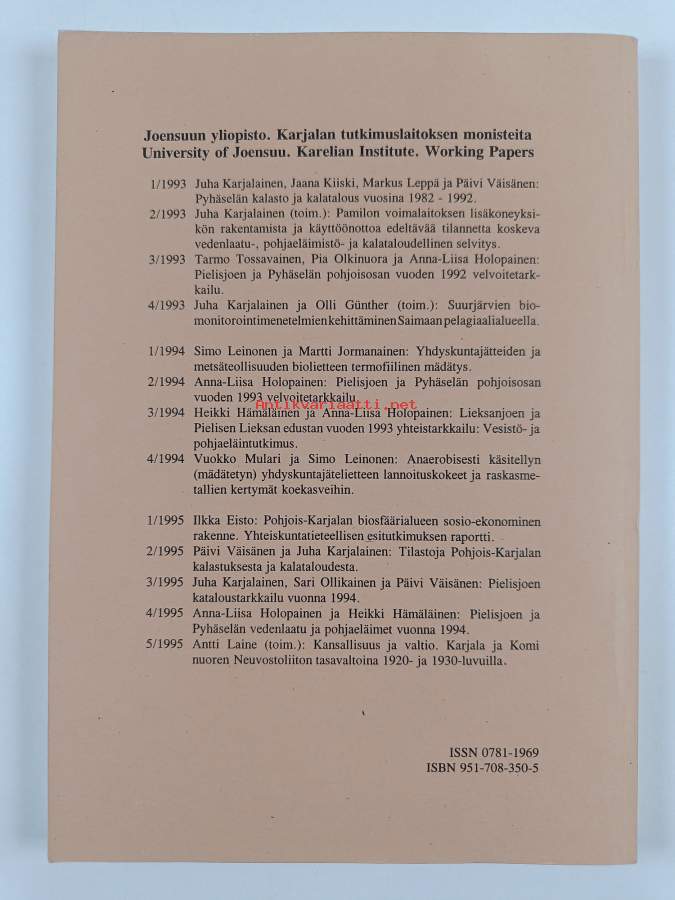 Joensuun yliopisto. Karjalan tutkimuslaitoksen monisteita
University of Joensuu. Karelian Institute. Working Papers
1/1993 Juha Karjalainen, Jaana Kiiski, Markus Leppä ja Päivi Väisänen:
Pyhäselän kalasto ja kalatalous vuosina 1982 - 1992.
2/1993 Juha Karjalainen (toim.): Pamilon voimalaitoksen lisäkoneyksi-
kön rakentamista ja käyttöönottoa edeltävää tilannetta koskeva
vedenlaatu-, pohjaeläimistö- ja kalataloudellinen selvitys.
3/1993 Tarmo Tossavainen, Pia Olkinuora ja Anna-Liisa Holopainen:
Pielisjoen ja Pyhäselän pohjoisosan vuoden 1992 velvoitetark-
kailu.
4/1993 Juha Karjalainen ja Olli Günther (toim.): Suurjärvien bio-
monitorointimenetelmien kehittäminen Saimaan pelagiaalialueella.
1/1994 Simo Leinonen ja Martti Jormanainen: Yhdyskuntajätteiden ja
metsäteollisuuden biolietteen termofiilinen mädätys.
2/1994 Anna-Liisa Holopainen: Pielisjoen ja Pyhäselän pohjoisosan
vuoden 1993 velvoitetarkkailu.
Antikvariaatti.net
3/1994 Heikki Hämäläinen ja Anna-Liisa Holopainen: Lieksanjoen ja
Pielisen Lieksan edustan vuoden 1993 yhteistarkkailu: Vesistö- ja
pohjaeläintutkimus.
4/1994 Vuokko Mulari ja Simo Leinonen: Anaerobisesti käsitellyn
(mädätetyn) yhdyskuntajätelietteen lannoituskokeet ja raskasme-
tallien kertymät koekasveihin.
1/1995 Ilkka Eisto: Pohjois-Karjalan biosfäärialueen sosio-ekonominen
rakenne. Yhteiskuntatieteellisen esitutkimuksen raportti.
2/1995 Päivi Väisänen ja Juha Karjalainen: Tilastoja Pohjois-Karjalan
kalastuksesta ja kalataloudesta.
3/1995 Juha Karjalainen, Sari Ollikainen ja Päivi Väisänen: Pielisjoen
kataloustarkkailu vuonna 1994.
4/1995 Anna-Liisa Holopainen ja Heikki Hämäläinen: Pielisjoen ja
Pyhäselän vedenlaatu ja pohjaeläimet vuonna 1994.
5/1995 Antti Laine (toim.): Kansallisuus ja valtio. Karjala ja Komi
nuoren Neuvostoliiton tasavaltoina 1920- ja 1930-luvuilla.
ISSN 0781-1969
ISBN 951-708-350-5